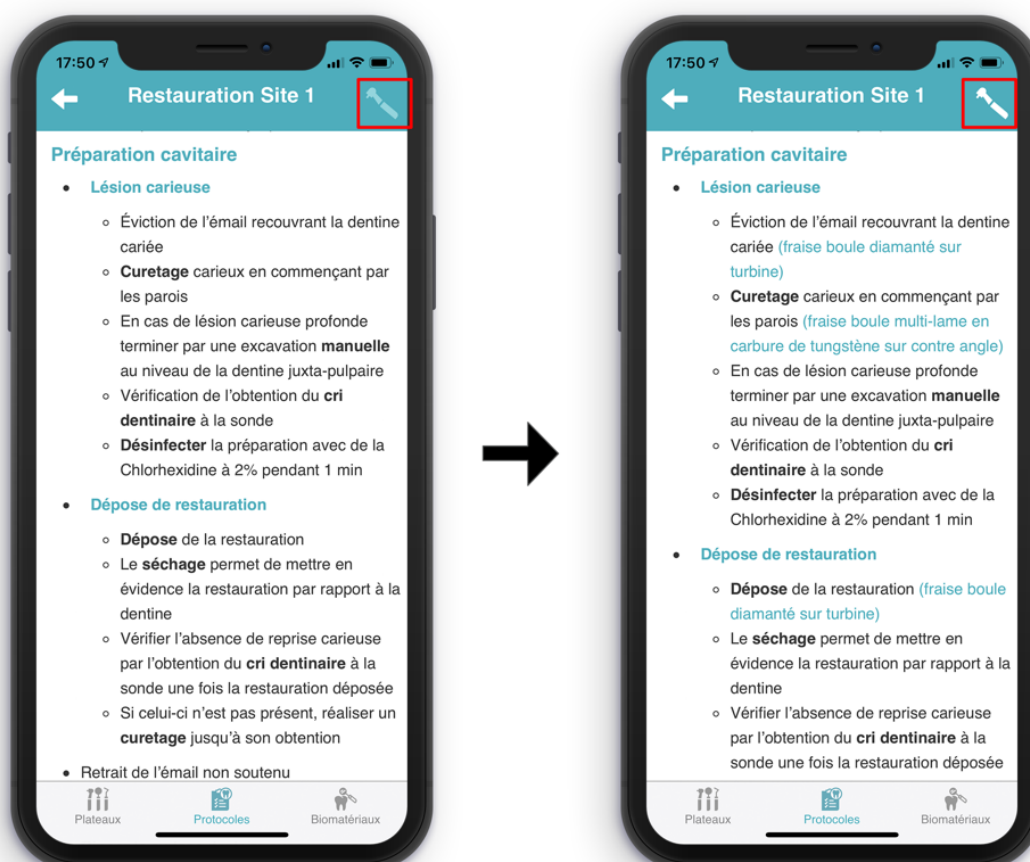 17:50
Restauration Site 1
Préparation cavitaire
• Lésion carieuse
◦ Éviction de l'émail recouvrant la dentine
cariée
◦ Curetage carieux en commençant par
les parois
◦ En cas de lésion carieuse profonde
terminer par une excavation manuelle
au niveau de la dentine juxta-pulpaire
◦ Vérification de l'obtention du cri
dentinaire à la sonde
◦ Désinfecter la préparation avec de la
Chlorhexidine à 2% pendant 1 min
• Dépose de restauration
◦ Dépose de la restauration
◦ Le séchage permet de mettre en
évidence la restauration par rapport à la
dentine
◦ Vérifier l'absence de reprise carieuse
par l'obtention du cri dentinaire à la
sonde une fois la restauration déposée
◦ Si celui-ci n'est pas présent, réaliser un
curetage jusqu'à son obtention
• Retrait de l'émail non soutenu
Plateaux
Protocoles
Biomatériaux
17:50
Restauration Site 1
Préparation cavitaire
• Lésion carieuse
◦ Éviction de l'émail recouvrant la dentine
cariée (fraise boule diamanté sur
turbine)
◦ Curetage carieux en commençant par
les parois (fraise boule multi-lame en
carbure de tungstène sur contre angle)
◦ En cas de lésion carieuse profonde
terminer par une excavation manuelle
au niveau de la dentine juxta-pulpaire
◦ Vérification de l'obtention du cri
dentinaire à la sonde
◦ Désinfecter la préparation avec de la
Chlorhexidine à 2% pendant 1 min
• Dépose de restauration
◦ Dépose de la restauration (fraise boule
diamanté sur turbine)
◦ Le séchage permet de mettre en
évidence la restauration par rapport à la
dentine
◦ Vérifier l'absence de reprise carieuse
par l'obtention du cri dentinaire à la
sonde une fois la restauration déposée
Plateaux
Protocoles
Biomatériaux